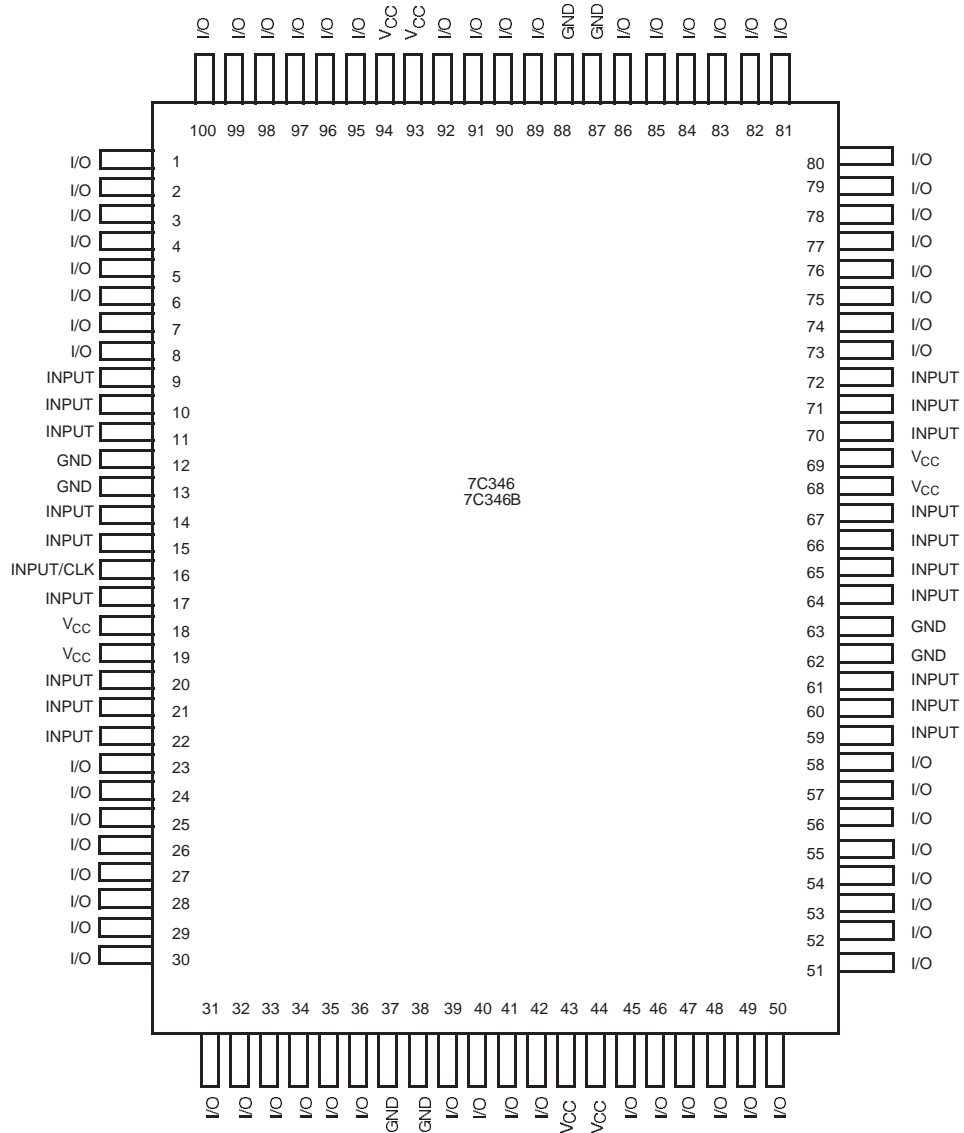 I/O I/O I/O I/O I/O I/O VCC VCC I/O I/O I/O I/O GND GND I/O I/O I/O I/O I/O I/O
100 99 98 97 96 95 94 93 92 91 90 89 88 87 86 85 84 83 82 81
I/O 1 80 I/O
I/O 2 79 I/O
I/O 3 78 I/O
I/O 4 77 I/O
I/O 5 76 I/O
I/O 6 75 I/O
I/O 7 74 I/O
I/O 8 73 I/O
INPUT 9 72 INPUT
INPUT 10 71 INPUT
INPUT 11 70 INPUT
GND 12 69 VCC
GND 13 68 VCC
7C346
7C346B
INPUT 14 67 INPUT
INPUT 15 66 INPUT
INPUT/CLK 16 65 INPUT
INPUT 17 64 INPUT
VCC 18 63 GND
VCC 19 62 GND
INPUT 20 61 INPUT
INPUT 21 60 INPUT
INPUT 22 59 INPUT
I/O 23 58 I/O
I/O 24 57 I/O
I/O 25 56 I/O
I/O 26 55 I/O
I/O 27 54 I/O
I/O 28 53 I/O
I/O 29 52 I/O
I/O 30 51 I/O
31 32 33 34 35 36 37 38 39 40 41 42 43 44 45 46 47 48 49 50
I/O I/O I/O I/O I/O I/O GND GND I/O I/O I/O I/O VCC VCC I/O I/O I/O I/O I/O I/O